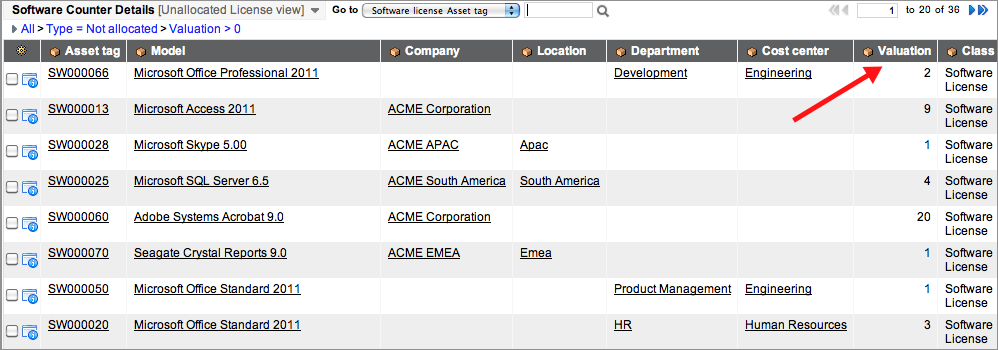 Software Counter Details [Unallocated License view] Go to Software license Asset tag 1 to 20 of 36
All > Type = Not allocated > Valuation > 0
Asset tag Model Company Location Department Cost center Valuation Class
SW000066 Microsoft Office Professional 2011 Development Engineering 2 Software
License
SW000013 Microsoft Access 2011 ACME Corporation 9 Software
License
SW000028 Microsoft Skype 5.00 ACME APAC Apac 1 Software
License
SW000025 Microsoft SQL Server 6.5 ACME South America South America 4 Software
License
SW000060 Adobe Systems Acrobat 9.0 ACME Corporation 20 Software
License
SW000070 Seagate Crystal Reports 9.0 ACME EMEA Emea 1 Software
License
SW000050 Microsoft Office Standard 2011 Product Management Engineering 1 Software
License
SW000020 Microsoft Office Standard 2011 HR Human Resources 3 Software
License